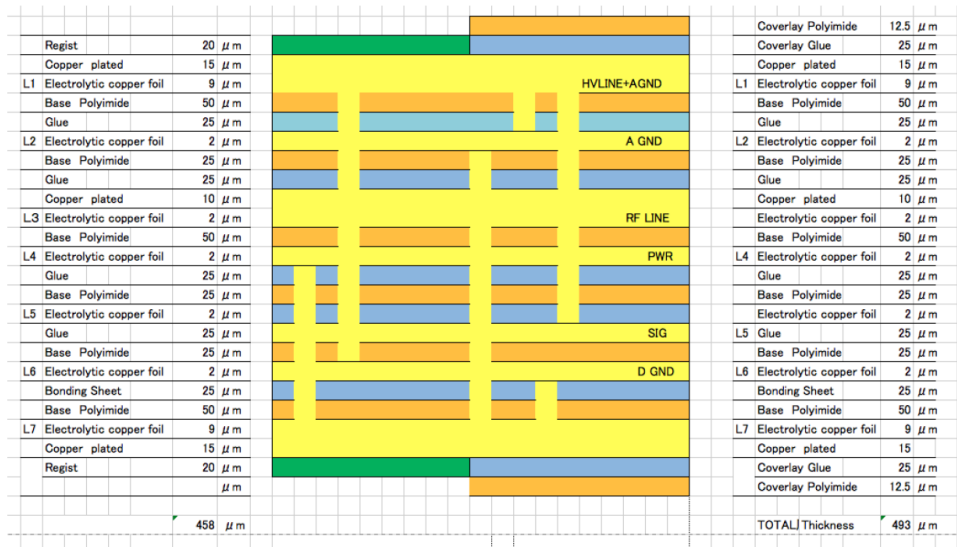 Coverlay Polyimide 12.5 μm
Regist 20 μm Coverlay Glue 25 μm
Copper plated 15 μm Copper plated 15 μm
L1 Electrolytic copper foil 9 μm HVLINE+AGND L1 Electrolytic copper foil 9 μm
Base Polyimide 50 μm Base Polyimide 50 μm
Glue 25 μm Glue 25 μm
L2 Electrolytic copper foil 2 μm A GND L2 Electrolytic copper foil 2 μm
Base Polyimide 25 μm Base Polyimide 25 μm
Glue 25 μm Glue 25 μm
Copper plated 10 μm Copper plated 10 μm
L3 Electrolytic copper foil 2 μm RF LINE Electrolytic copper foil 2 μm
Base Polyimide 50 μm Base Polyimide 50 μm
L4 Electrolytic copper foil 2 μm PWR L4 Electrolytic copper foil 2 μm
Glue 25 μm Glue 25 μm
Base Polyimide 25 μm Base Polyimide 25 μm
L5 Electrolytic copper foil 2 μm Electrolytic copper foil 2 μm
Glue 25 μm SIG L5 Glue 25 μm
Base Polyimide 25 μm Base Polyimide 25 μm
L6 Electrolytic copper foil 2 μm D GND L6 Electrolytic copper foil 2 μm
Bonding Sheet 25 μm Bonding Sheet 25 μm
Base Polyimide 50 μm Base Polyimide 50 μm
L7 Electrolytic copper foil 9 μm L7 Electrolytic copper foil 9 μm
Copper plated 15 μm Copper plated 15
Regist 20 μm Coverlay Glue 25 μm
μm Coverlay Polyimide 12.5 μm
458 μm TOTAL/Thickness 493 μm